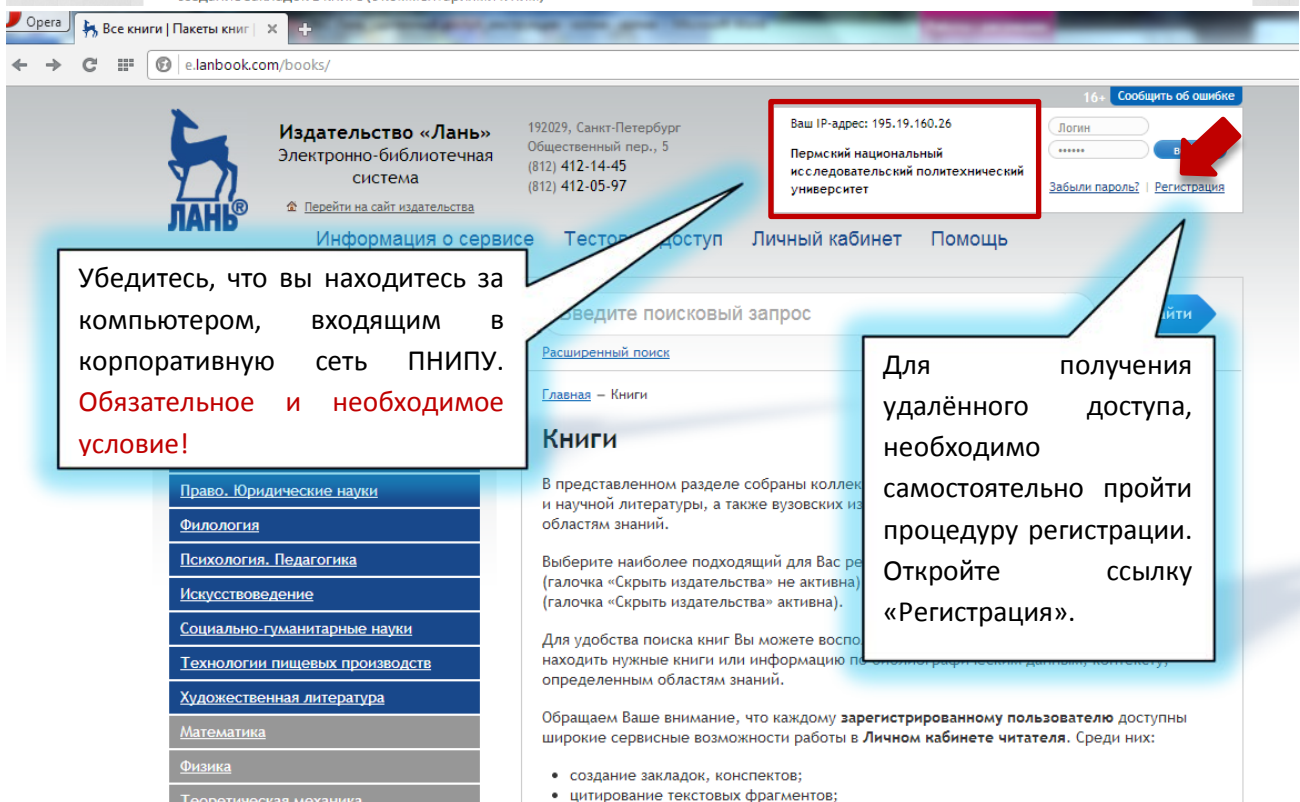 Opera
Все книги | Пакеты книг |
e.lanbook.com/books/
16+ Сообщить об ошибке
Издательство «Лань»
Электронно-библиотечная
система
Перейти на сайт издательства
ЛАНЬ®
192029, Санкт-Петербург
Общественный пер., 5
(812) 412-14-45
(812) 412-05-97
Ваш IP-адрес: 195.19.160.26
Пермский национальный
исследовательский политехнический
университет
Логин
••••••
Забыли пароль? | Регистрация
Информация о сервисе Личный кабинет Помощь
Убедитесь, что вы находитесь за
компьютером, входящим в
корпоративную сеть ПНИПУ.
Обязательное и необходимое
условие!
Введите поисковый запрос
Расширенный поиск
Главная – Книги
Книги
Для получения
удалённого доступа,
необходимо
самостоятельно пройти
процедуру регистрации.
Откройте ссылку
«Регистрация».
Право. Юридические науки
Филология
Психология. Педагогика
Искусствоведение
Социально-гуманитарные науки
Технологии пищевых производств
Художественная литература
Математика
Физика
Теоретическая механика
В представленном разделе собраны
и научной литературы, а также вузовских
областям знаний.
Выберите наиболее подходящий для Вас
(галочка «Скрыть издательства» не активна)
(галочка «Скрыть издательства» активна).
Для удобства поиска книг Вы можете
находить нужные книги или информацию по
определенным областям знаний.
Обращаем Ваше внимание, что каждому зарегистрированному пользователю доступны
широкие сервисные возможности работы в Личном кабинете читателя. Среди них:
• создание закладок, конспектов;
• цитирование текстовых фрагментов;